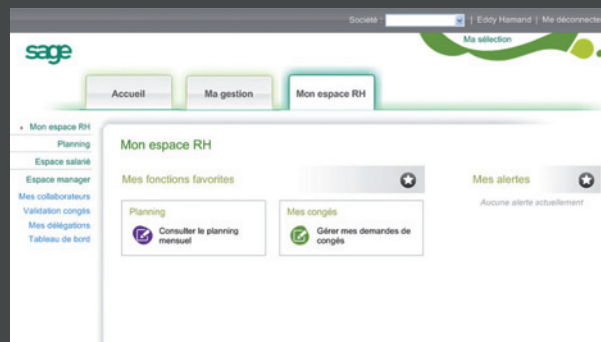 Société :
| Eddy Hamand | Me déconnecter
Ma sélection
sage
Accueil
Ma gestion
Mon espace RH
Mon espace RH
Planning
Espace salarié
Espace manager
Mes collaborateurs
Validation congés
Mes délégations
Tableau de bord
Mon espace RH
Mes fonctions favorites
Planning
Consulter le planning
mensuel
Mes congés
Gérer mes demandes de
congés
Mes alertes
Aucune alerte actuellement